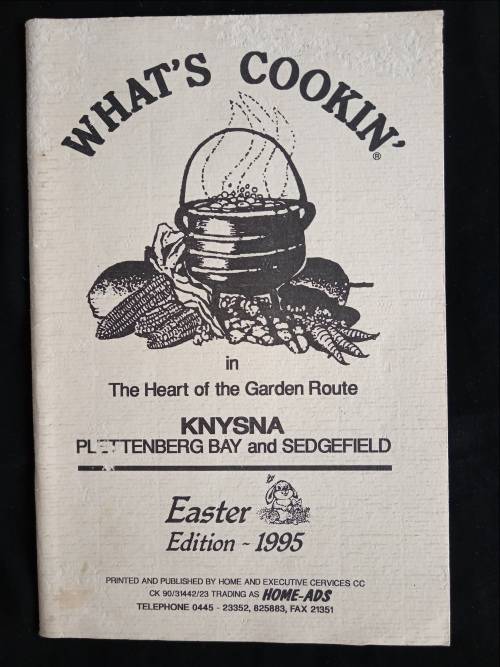 WHAT'S COOKIN'®
in
The Heart of the Garden Route
KNYSNA
PLETTENBERG BAY and SEDGEFIELD
Easter
Edition - 1995
PRINTED AND PUBLISHED BY HOME AND EXECUTIVE CERVICES CC
CK 90/31442/23 TRADING AS HOME-ADS
TELEPHONE 0445 - 23352, 825883, FAX 21351